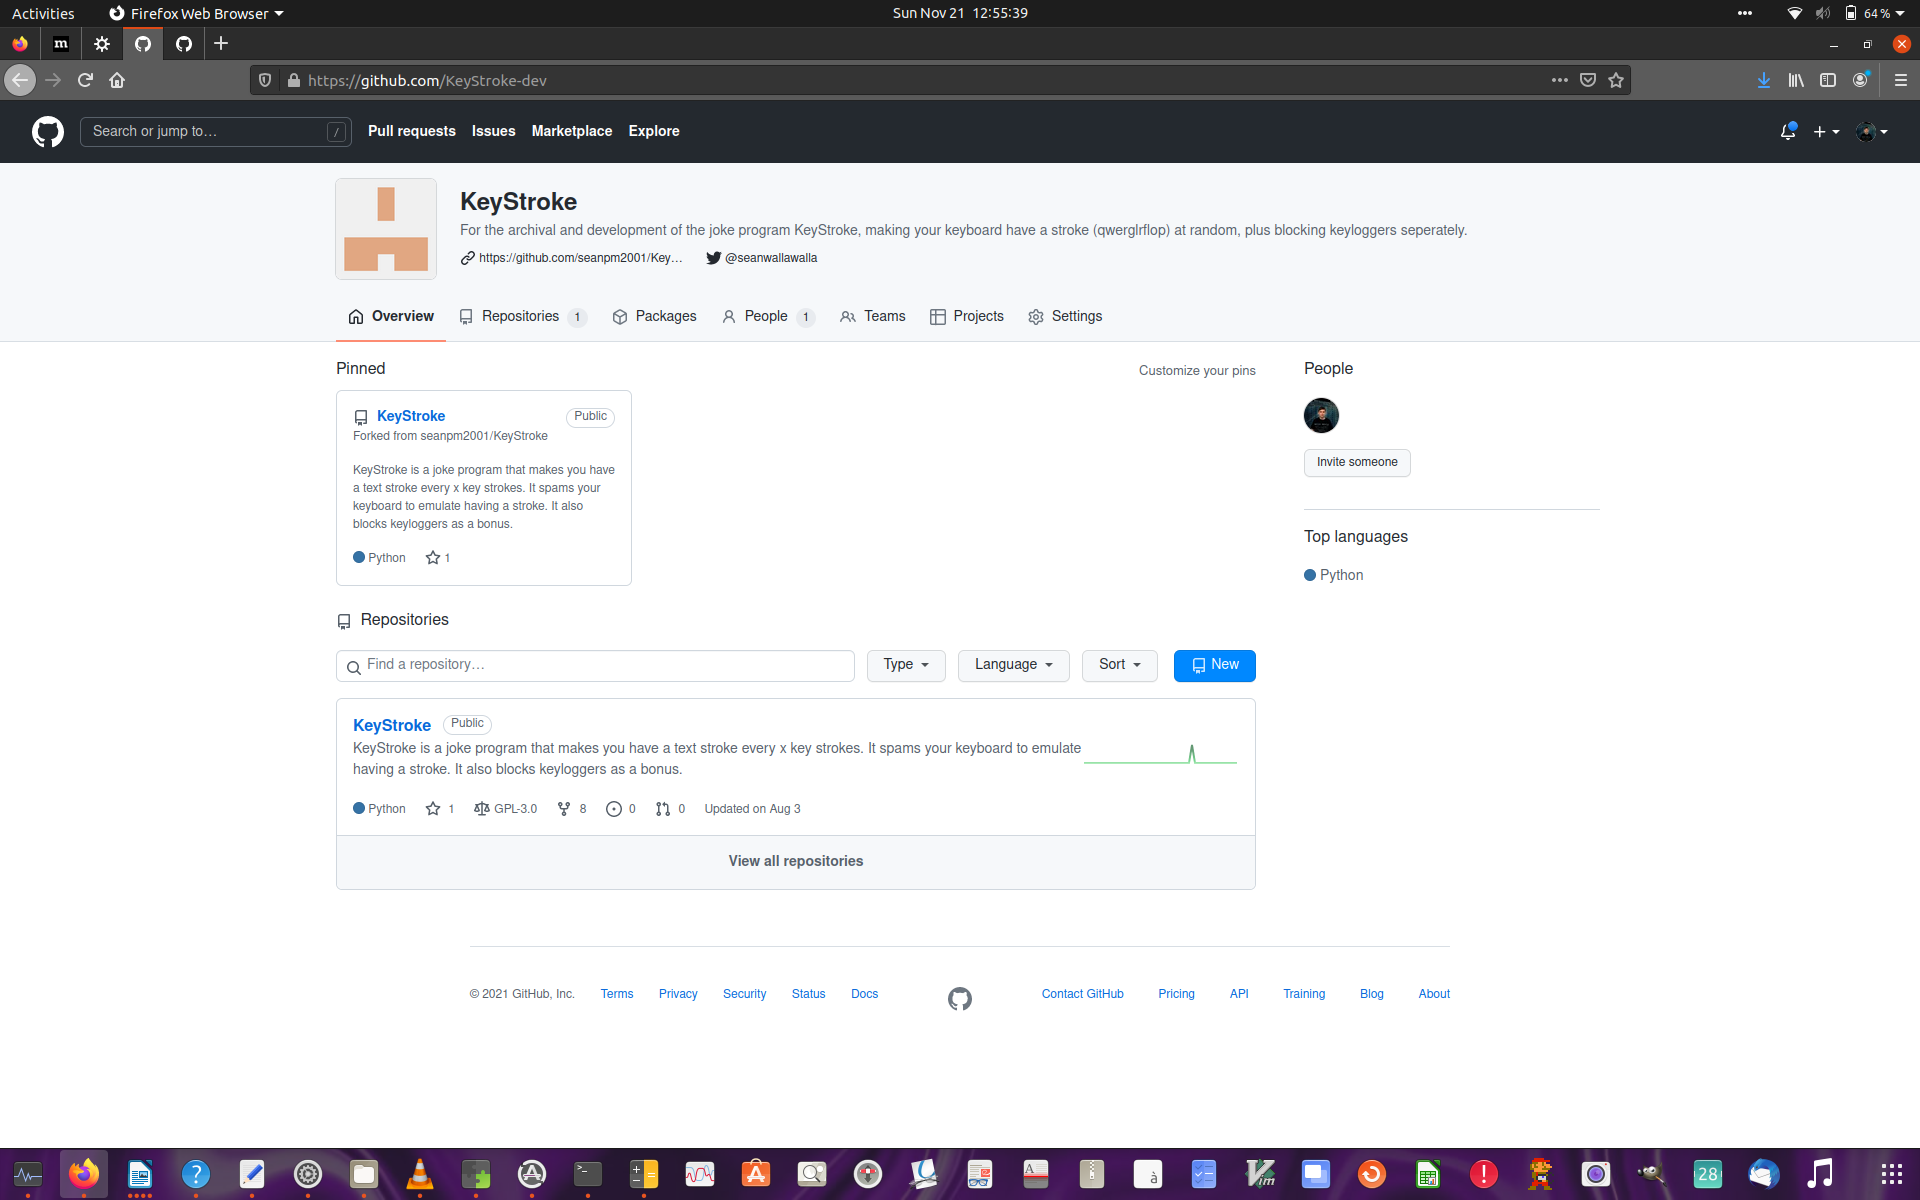 Activities
Firefox Web Browser
Sun Nov 21 12:55:39
64 %
m
https://github.com/KeyStroke-dev
Search or jump to…
/
Pull requests
Issues
Marketplace
Explore
KeyStroke
For the archival and development of the joke program KeyStroke, making your keyboard have a stroke (qwerglrflop) at random, plus blocking keyloggers seperately.
https://github.com/seanpm2001/Key…
@seanwallawalla
Overview
Repositories 1
Packages
People 1
Teams
Projects
Settings
Pinned
Customize your pins
KeyStroke
Public
Forked from seanpm2001/KeyStroke
KeyStroke is a joke program that makes you have
a text stroke every x key strokes. It spams your
keyboard to emulate having a stroke. It also
blocks keyloggers as a bonus.
Python 1
People
Invite someone
Top languages
Python
Repositories
Find a repository…
Type
Language
Sort
New
KeyStroke
Public
KeyStroke is a joke program that makes you have a text stroke every x key strokes. It spams your keyboard to emulate
having a stroke. It also blocks keyloggers as a bonus.
Python 1 GPL-3.0 8 0 0 Updated on Aug 3
View all repositories
© 2021 GitHub, Inc.
Terms
Privacy
Security
Status
Docs
Contact GitHub
Pricing
API
Training
Blog
About
?
>_
A
à
Vim
!
28